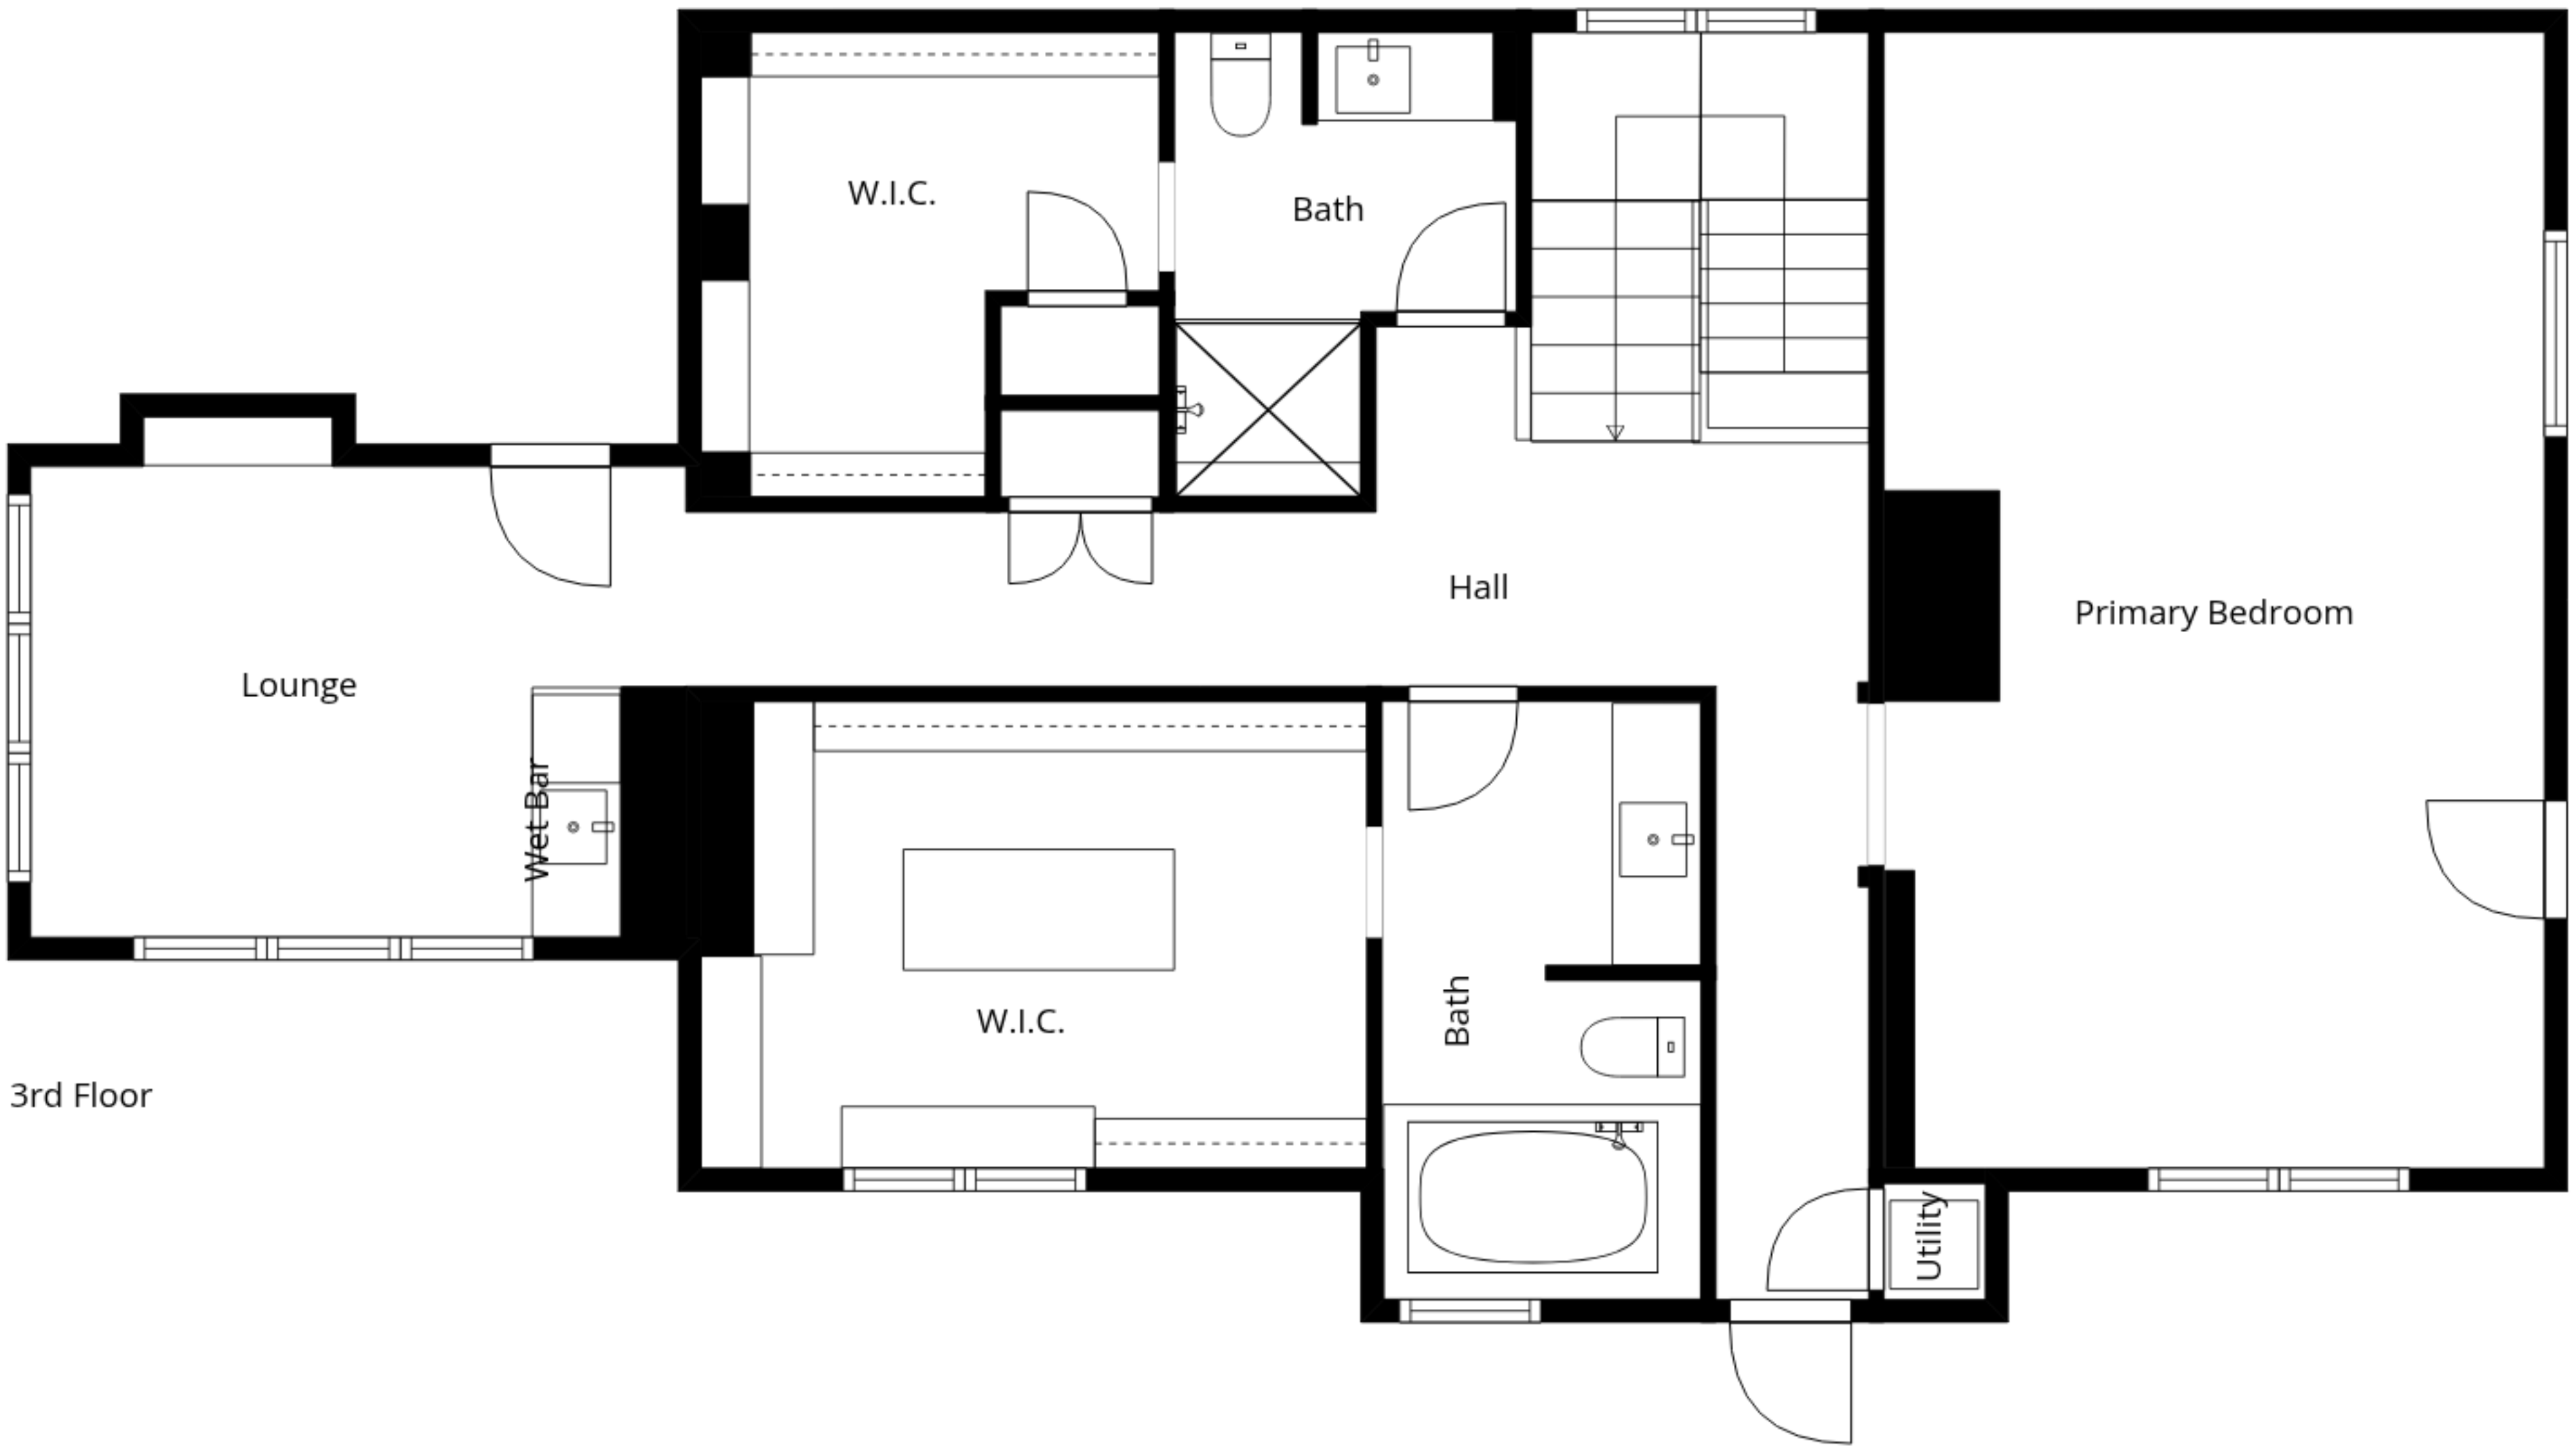 W.I.C.
Bath
Hall
Primary Bedroom
Lounge
Wet Bar
W.I.C.
Bath
3rd Floor
Utility